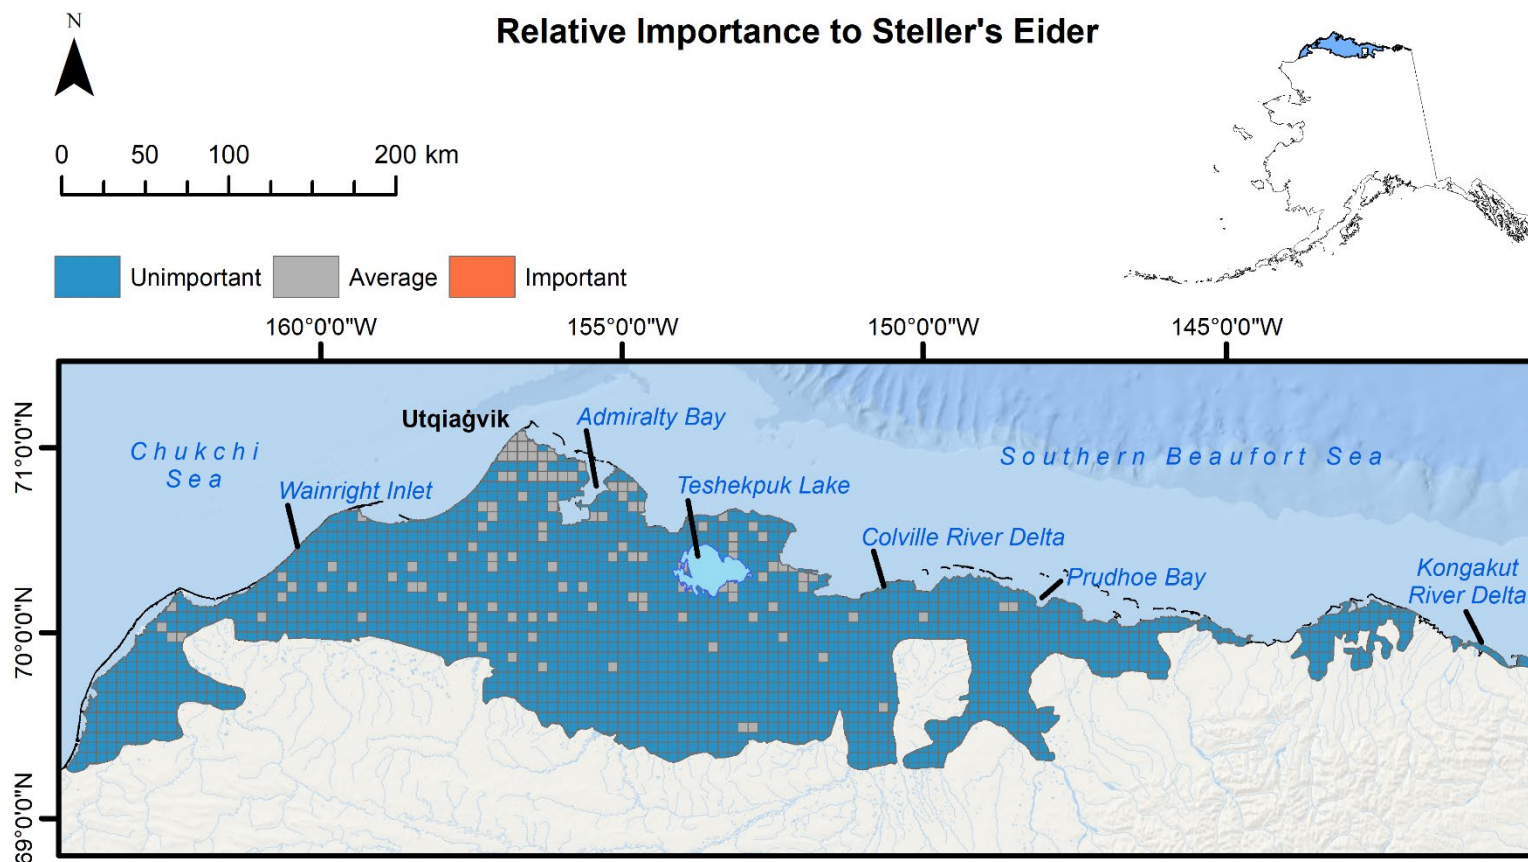 Relative Importance to Steller's Eider
N
0 50 100 200 km
Unimportant Average Important
160°0'0"W 155°0'0"W 150°0'0"W 145°0'0"W
71°0'0"N
70°0'0"N
69°0'0"N
Utqiaġvik
Admiralty Bay
Chukchi
Sea
Southern Beaufort Sea
Wainright Inlet
Teshekpuk Lake
Colville River Delta
Prudhoe Bay
Kongakut
River Delta